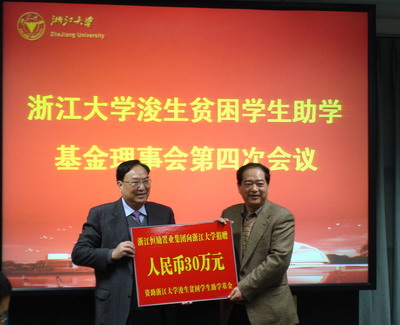 浙江大学
ZheJiang University
浙江大学浚生贫困学生助学
基金理事会第四次会议
浙江恒励置业集团向浙江大学捐赠
人民币30万元
资助浙江大学浚生贫困学生助学基金